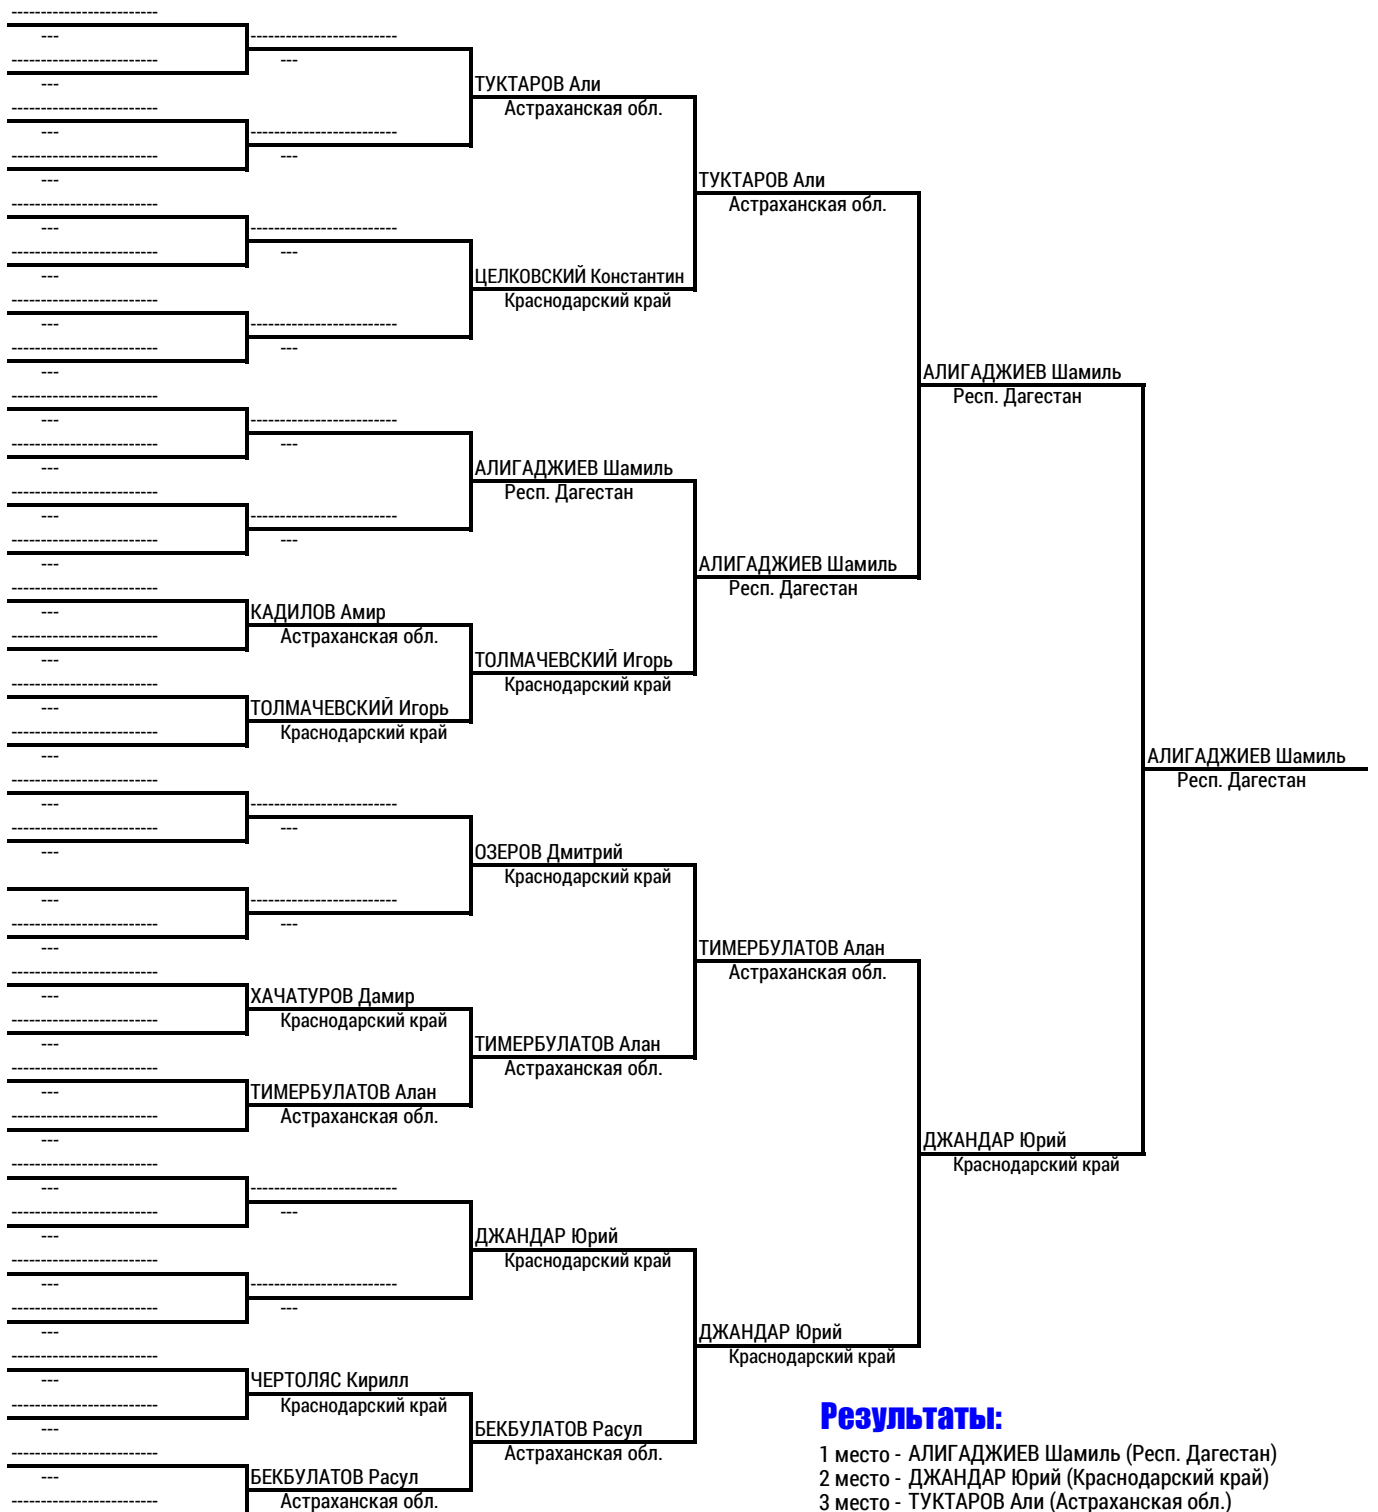 ТУКТАРОВ Али
Астраханская обл.
ТУКТАРОВ Али
Астраханская обл.
ЦЕЛКОВСКИЙ Константин
Краснодарский край
АЛИГАДЖИЕВ Шамиль
Респ. Дагестан
АЛИГАДЖИЕВ Шамиль
Респ. Дагестан
АЛИГАДЖИЕВ Шамиль
Респ. Дагестан
КАДИЛОВ Амир
Астраханская обл.
ТОЛМАЧЕВСКИЙ Игорь
Краснодарский край
ТОЛМАЧЕВСКИЙ Игорь
Краснодарский край
АЛИГАДЖИЕВ Шамиль
Респ. Дагестан
ОЗЕРОВ Дмитрий
Краснодарский край
ТИМЕРБУЛАТОВ Алан
Астраханская обл.
ХАЧАТУРОВ Дамир
Краснодарский край
ТИМЕРБУЛАТОВ Алан
Астраханская обл.
ТИМЕРБУЛАТОВ Алан
Астраханская обл.
ДЖАНДАР Юрий
Краснодарский край
ДЖАНДАР Юрий
Краснодарский край
ДЖАНДАР Юрий
Краснодарский край
ЧЕРТОЛЯС Кирилл
Краснодарский край
БЕКБУЛАТОВ Расул
Астраханская обл.
БЕКБУЛАТОВ Расул
Астраханская обл.
Результаты:
1 место - АЛИГАДЖИЕВ Шамиль (Респ. Дагестан)
2 место - ДЖАНДАР Юрий (Краснодарский край)
3 место - ТУКТАРОВ Али (Астраханская обл.)